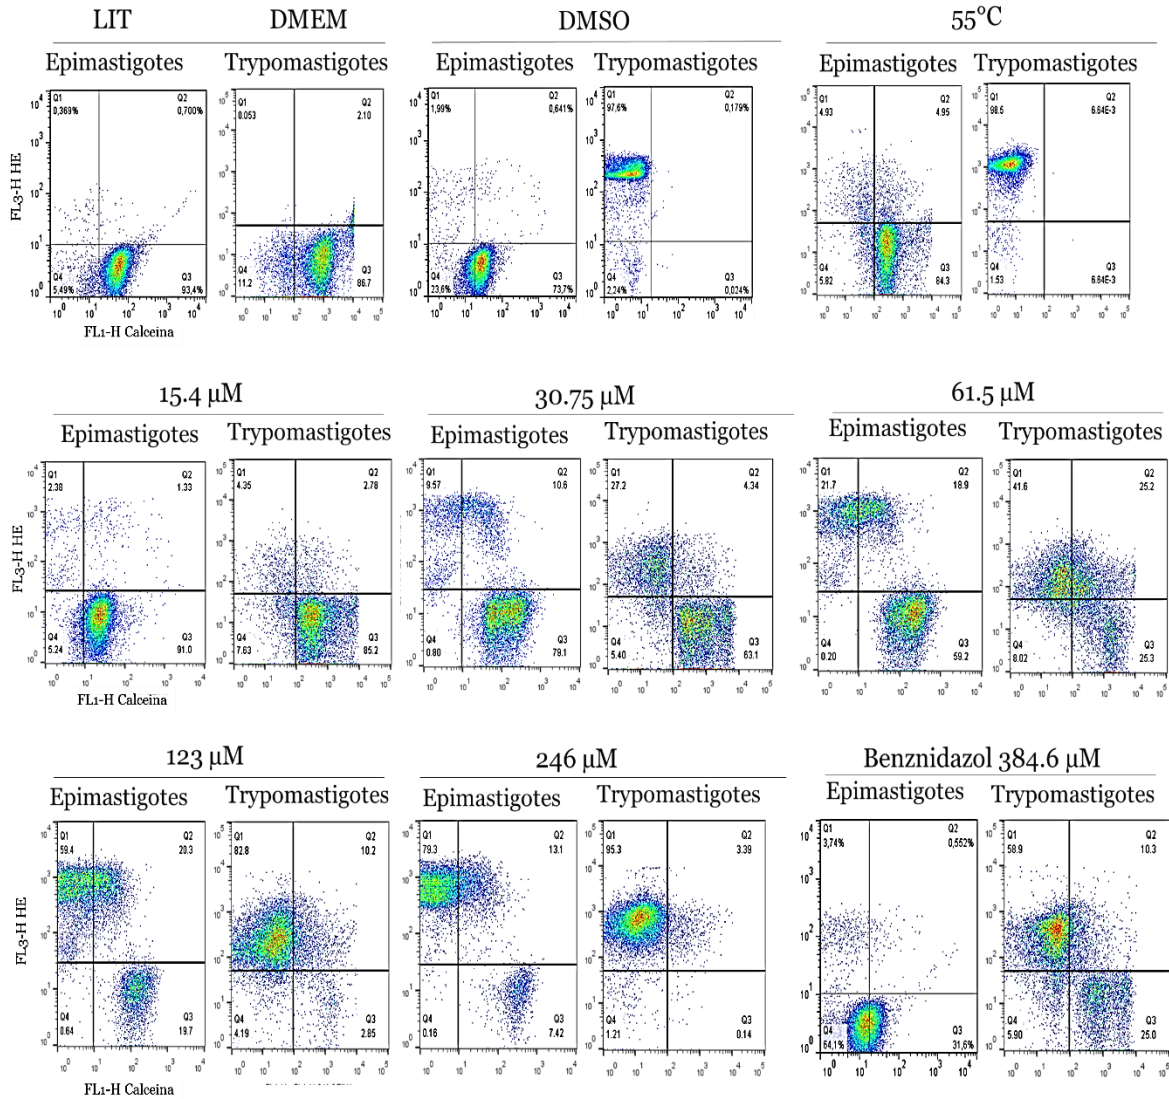 LIT DMEM DMSO 55°C
Epimastigotes Trypomastigotes Epimastigotes Trypomastigotes Epimastigotes Trypomastigotes
Q1 0,369% Q2 0,700% Q1 0.053 Q2 2.10 Q1 1,99% Q2 0,641% Q1 97,6% Q2 0,179% Q1 4.93 Q2 4.95 Q1 98.5 Q2 6.64E-3
FL3-H HE
Q4 5,49% Q3 93,4% Q4 11.2 Q3 86.7 Q4 23,6% Q3 73,7% Q4 2,24% Q3 0,024% Q4 5.82 Q3 84.3 Q4 1.53 Q3 6.64E-3
FL1-H Calceina
15.4 µM 30.75 µM 61.5 µM
Epimastigotes Trypomastigotes Epimastigotes Trypomastigotes Epimastigotes Trypomastigotes
Q1 2.38 Q2 1.33 Q1 4.35 Q2 2.78 Q1 9.57 Q2 10.6 Q1 27.2 Q2 4.34 Q1 21.7 Q2 18.9 Q1 41.6 Q2 25.2
FL3-H HE
Q4 5.24 Q3 91.0 Q4 7.63 Q3 85.2 Q4 0.80 Q3 79.1 Q4 5.40 Q3 63.1 Q4 0.20 Q3 59.2 Q4 8.02 Q3 25.3
FL1-H Calceina
123 µM 246 µM Benznidazol 384.6 µM
Epimastigotes Trypomastigotes Epimastigotes Trypomastigotes Epimastigotes Trypomastigotes
Q1 59.4 Q2 20.3 Q1 82.8 Q2 10.2 Q1 79.3 Q2 13.1 Q1 95.3 Q2 3.39 Q1 3,74% Q2 0,552% Q1 58.9 Q2 10.3
FL3-H HE
Q4 0.64 Q3 19.7 Q4 4.19 Q3 2.85 Q4 0.16 Q3 7.42 Q4 1.21 Q3 0.14 Q4 64,1% Q3 31,6% Q4 5.90 Q3 25.0
FL1-H Calceina